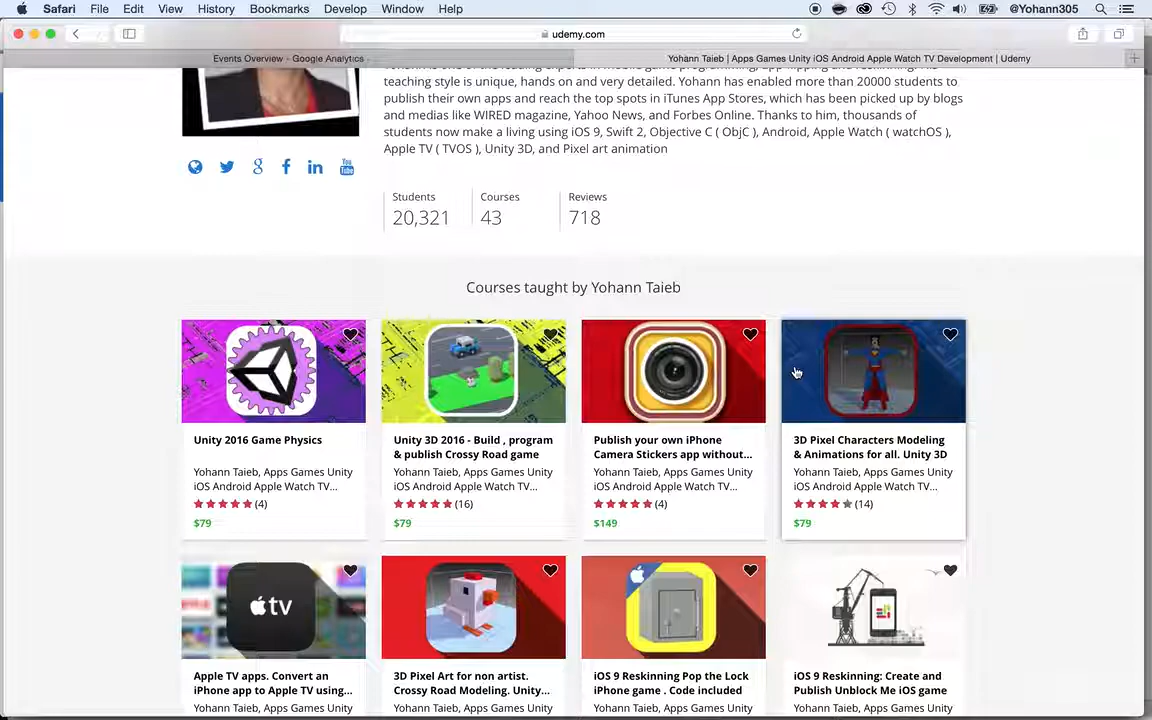 Safari File Edit View History Bookmarks Develop Window Help @Yohann305
udemy.com
Events Overview - Google Analytics
Yohann Taieb | Apps Games Unity iOS Android Apple Watch TV Development | Udemy
teaching style is unique, hands on and very detailed. Yohann has enabled more than 20000 students to
publish their own apps and reach the top spots in iTunes App Stores, which has been picked up by blogs
and medias like WIRED magazine, Yahoo News, and Forbes Online. Thanks to him, thousands of
students now make a living using iOS 9, Swift 2, Objective C ( ObjC ), Android, Apple Watch ( watchOS ),
Apple TV ( TVOS ), Unity 3D, and Pixel art animation
Students Courses Reviews
20,321 43 718
Courses taught by Yohann Taieb
Unity 2016 Game Physics
Yohann Taieb, Apps Games Unity
iOS Android Apple Watch TV...
(4)
$79
Unity 3D 2016 - Build , program
& publish Crossy Road game
Yohann Taieb, Apps Games Unity
iOS Android Apple Watch TV...
(16)
$79
Publish your own iPhone
Camera Stickers app without...
Yohann Taieb, Apps Games Unity
iOS Android Apple Watch TV...
(4)
$149
3D Pixel Characters Modeling
& Animations for all. Unity 3D
Yohann Taieb, Apps Games Unity
iOS Android Apple Watch TV...
(14)
$79
tv
Apple TV apps. Convert an
iPhone app to Apple TV using...
Yohann Taieb, Apps Games Unity
3D Pixel Art for non artist.
Crossy Road Modeling. Unity...
Yohann Taieb, Apps Games Unity
iOS 9 Reskinning Pop the Lock
iPhone game . Code included
Yohann Taieb, Apps Games Unity
iOS 9 Reskinning: Create and
Publish Unblock Me iOS game
Yohann Taieb, Apps Games Unity